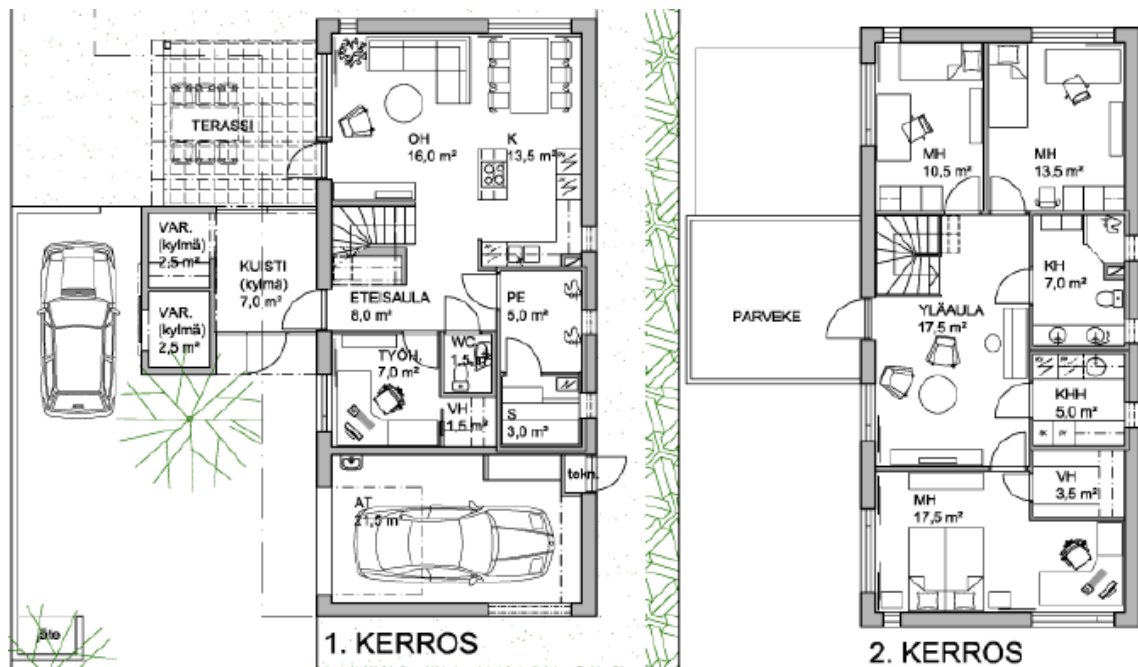 TERASSI
OH
16,0 m²
K
13,5 m²
VAR.
(kylmä)
2,5 m²
KUISTI
(kylmä)
7,0 m²
VAR.
(kylmä)
2,5 m²
ETEISAULA
8,0 m²
PE
5,0 m²
WC
1,5 m²
TYÖH.
7,0 m²
VH
1,5 m²
S
3,0 m²
AT
21,5 m²
tekn.
jäte
1. KERROS
MH
10,5 m²
MH
13,5 m²
KH
7,0 m²
PARVEKE
YLÄAULA
17,5 m²
KHH
5,0 m²
VH
3,5 m²
MH
17,5 m²
2. KERROS